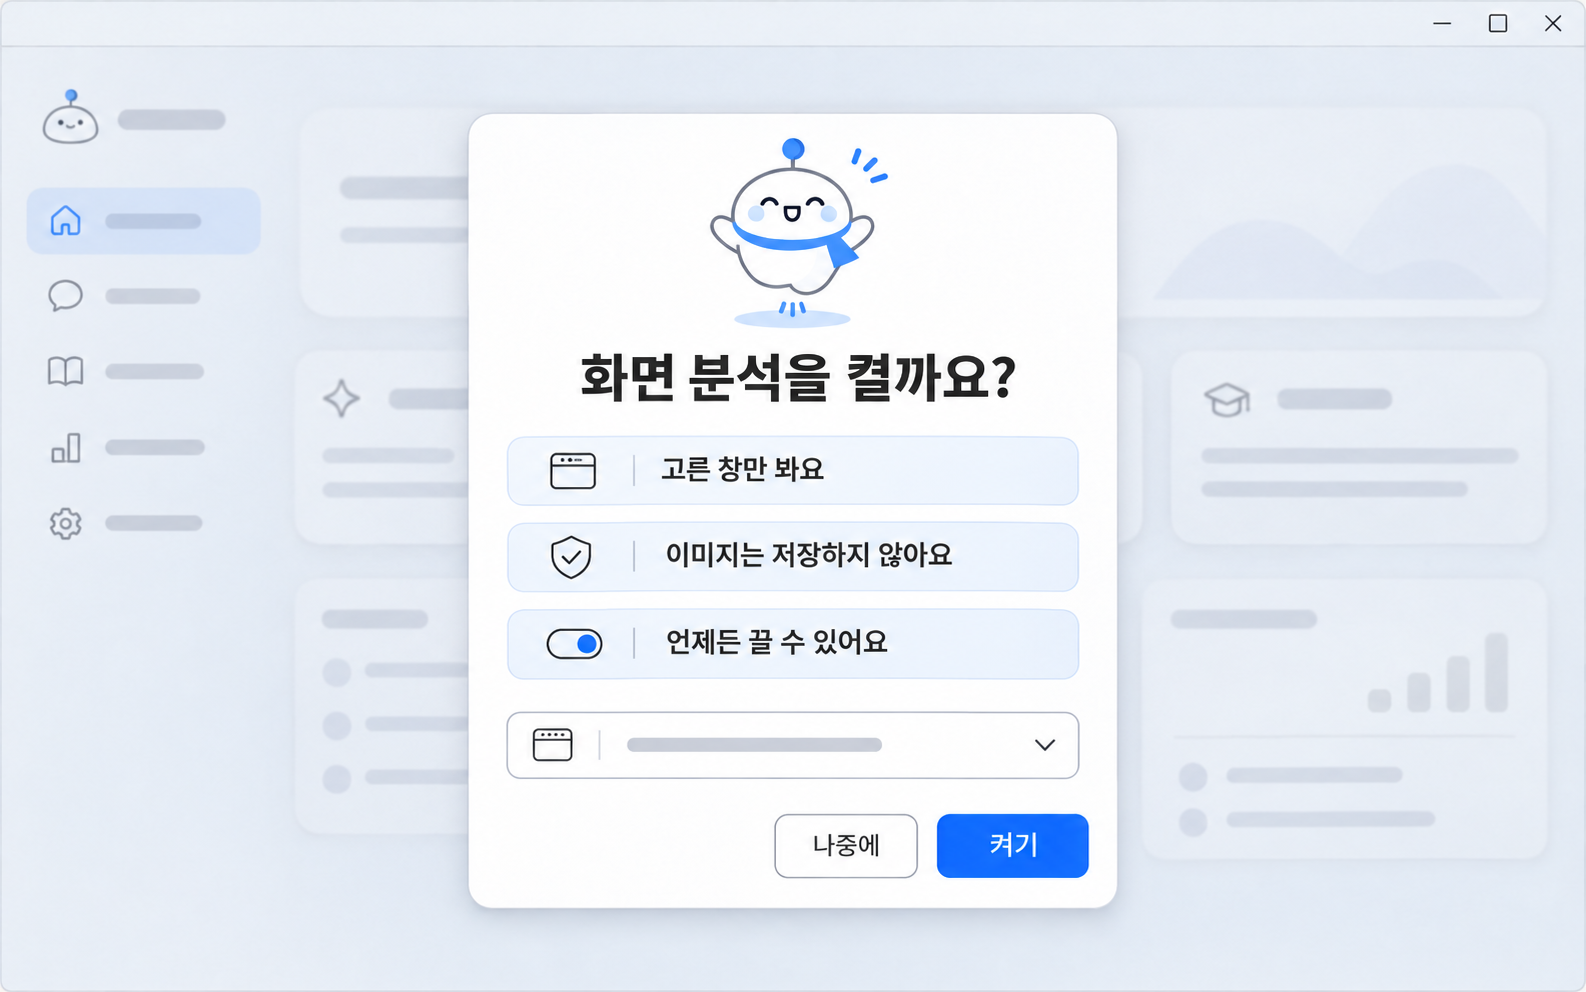 화면 분석을 켤까요?
고른 창만 봐요
이미지는 저장하지 않아요
언제든 끌 수 있어요
나중에
켜기